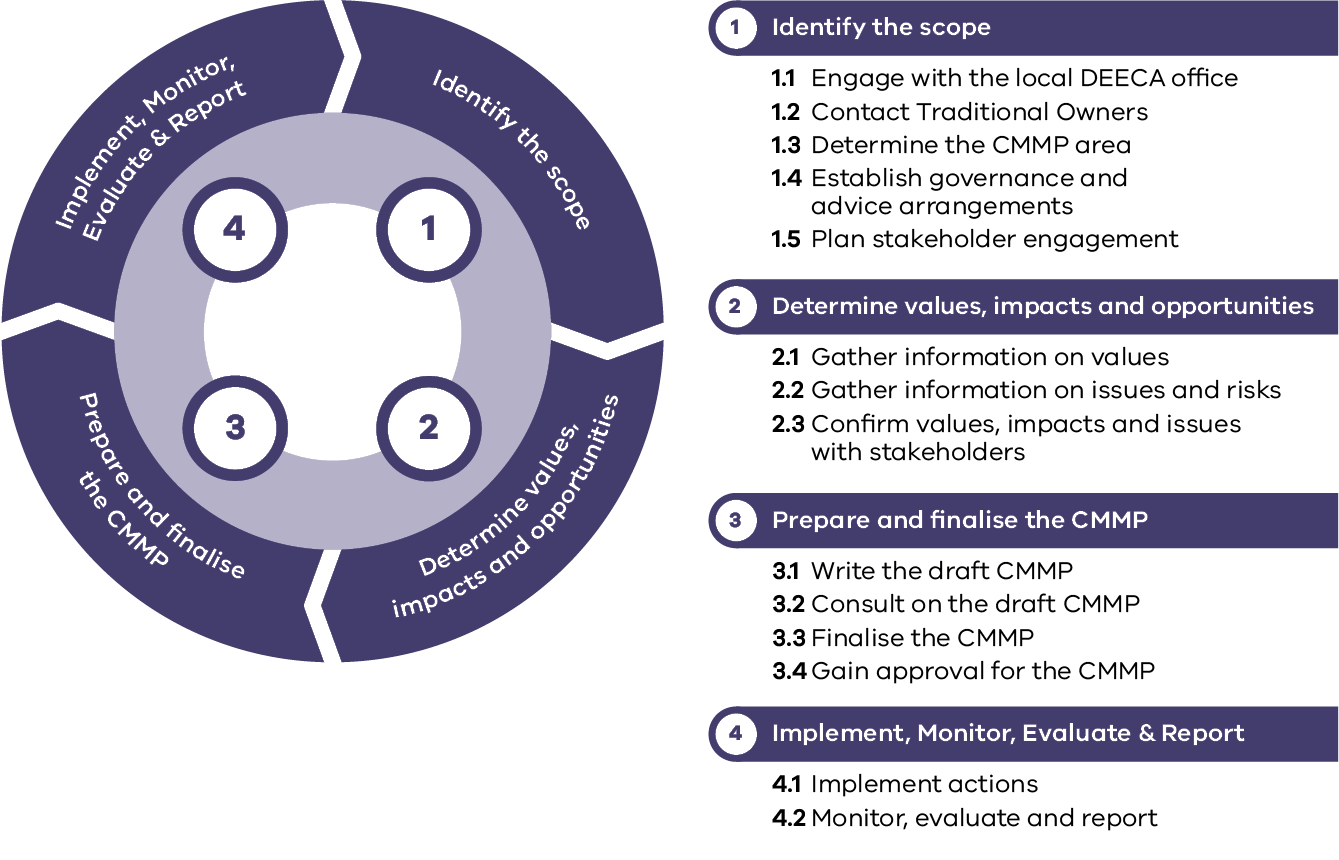 Implement, Monitor,
Evaluate & Report
Identify the scope
4
1
3
2
Prepare and finalise
the CMMP
Determine values,
impacts and opportunities
1 Identify the scope
1.1 Engage with the local DEECA office
1.2 Contact Traditional Owners
1.3 Determine the CMMP area
1.4 Establish governance and
advice arrangements
1.5 Plan stakeholder engagement
2 Determine values, impacts and opportunities
2.1 Gather information on values
2.2 Gather information on issues and risks
2.3 Confirm values, impacts and issues
with stakeholders
3 Prepare and finalise the CMMP
3.1 Write the draft CMMP
3.2 Consult on the draft CMMP
3.3 Finalise the CMMP
3.4 Gain approval for the CMMP
4 Implement, Monitor, Evaluate & Report
4.1 Implement actions
4.2 Monitor, evaluate and report